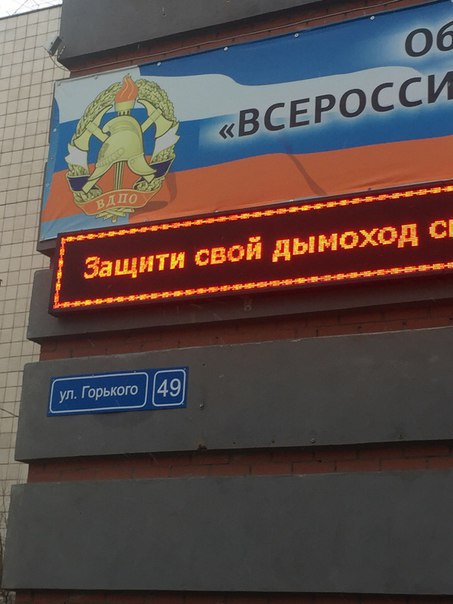 Об
«ВСЕРОССИ
ВДПО
Защити свой дымоход с
ул. Горького 49